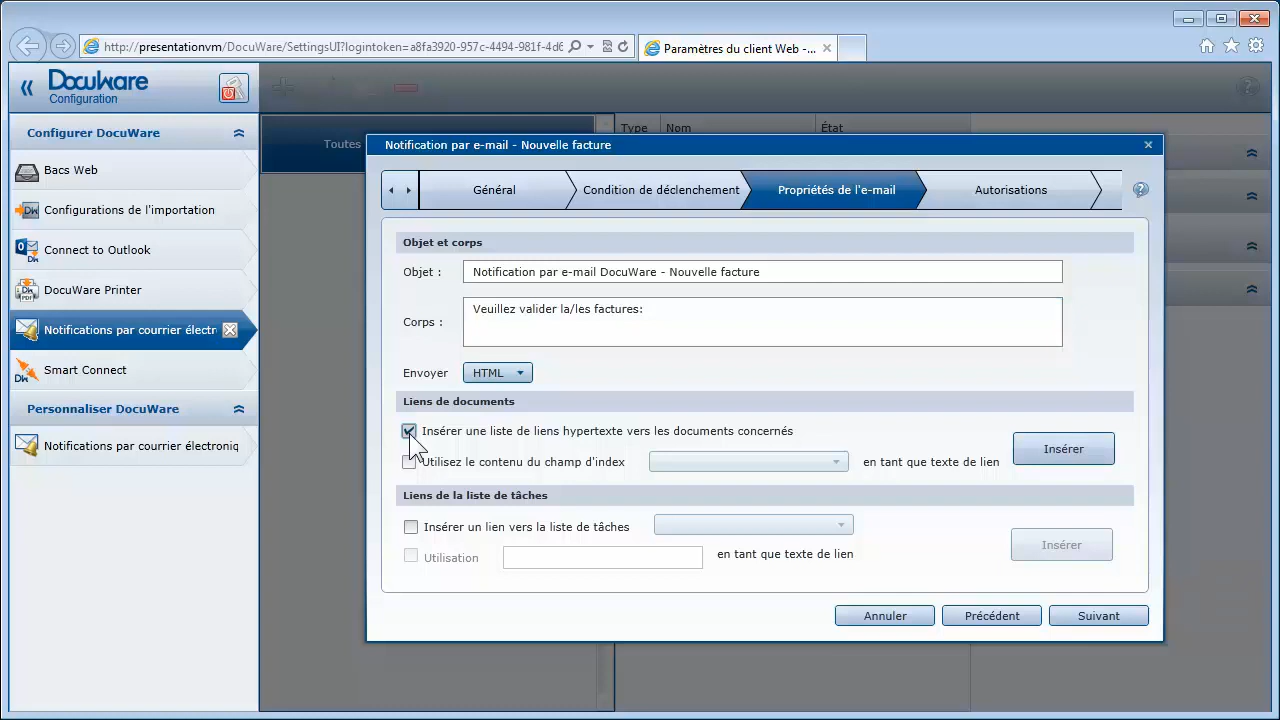 http://presentationvm/DocuWare/SettingsUI?logintoken=a8fa3920-957c-4494-981f-4d6
Paramètres du client Web -...
DocuWare
Configuration
Configurer DocuWare
Bacs Web
Configurations de l'importation
Connect to Outlook
DocuWare Printer
Notifications par courrier électr
Smart Connect
Personnaliser DocuWare
Notifications par courrier électroniq
Toutes
Type
Nom
État
Notification par e-mail - Nouvelle facture
Général
Condition de déclenchement
Propriétés de l'e-mail
Autorisations
Objet et corps
Objet :
Notification par e-mail DocuWare - Nouvelle facture
Corps :
Veuillez valider la/les factures:
Envoyer
HTML
Liens de documents
Insérer une liste de liens hypertexte vers les documents concernés
Utilisez le contenu du champ d'index
en tant que texte de lien
Insérer
Liens de la liste de tâches
Insérer un lien vers la liste de tâches
Utilisation
en tant que texte de lien
Insérer
Annuler
Précédent
Suivant